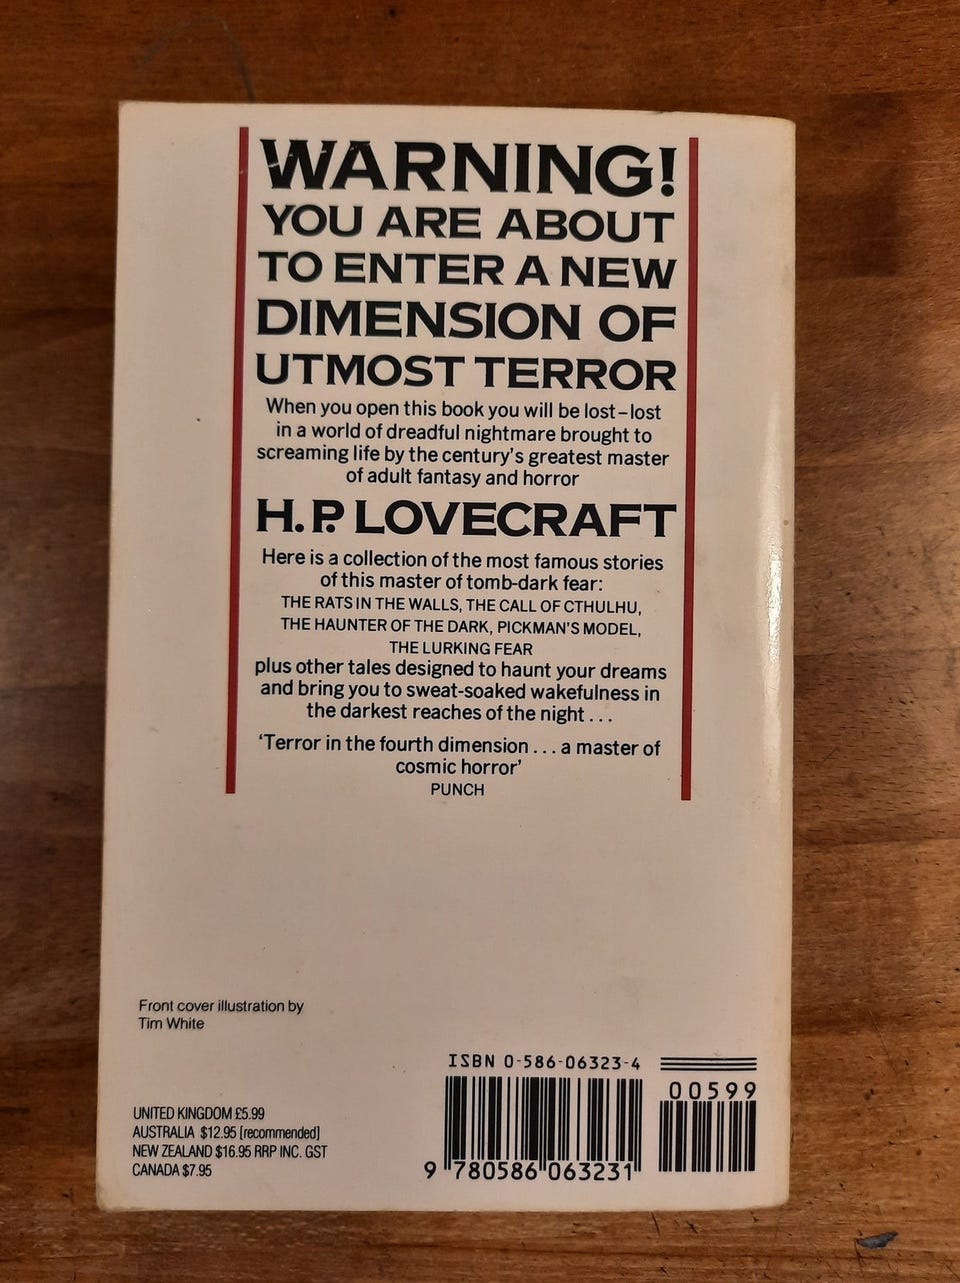 WARNING!
YOU ARE ABOUT
TO ENTER A NEW
DIMENSION OF
UTMOST TERROR
When you open this book you will be lost–lost
in a world of dreadful nightmare brought to
screaming life by the century's greatest master
of adult fantasy and horror
H. P. LOVECRAFT
Here is a collection of the most famous stories
of this master of tomb-dark fear:
THE RATS IN THE WALLS, THE CALL OF CTHULHU,
THE HAUNTER OF THE DARK, PICKMAN'S MODEL,
THE LURKING FEAR
plus other tales designed to haunt your dreams
and bring you to sweat-soaked wakefulness in
the darkest reaches of the night . . .
‘Terror in the fourth dimension . . . a master of
cosmic horror’
PUNCH
Front cover illustration by
Tim White
ISBN 0-586-06323-4
00599
UNITED KINGDOM £5.99
AUSTRALIA $12.95 [recommended]
NEW ZEALAND $16.95 RRP INC. GST
CANADA $7.95
9 780586 063231